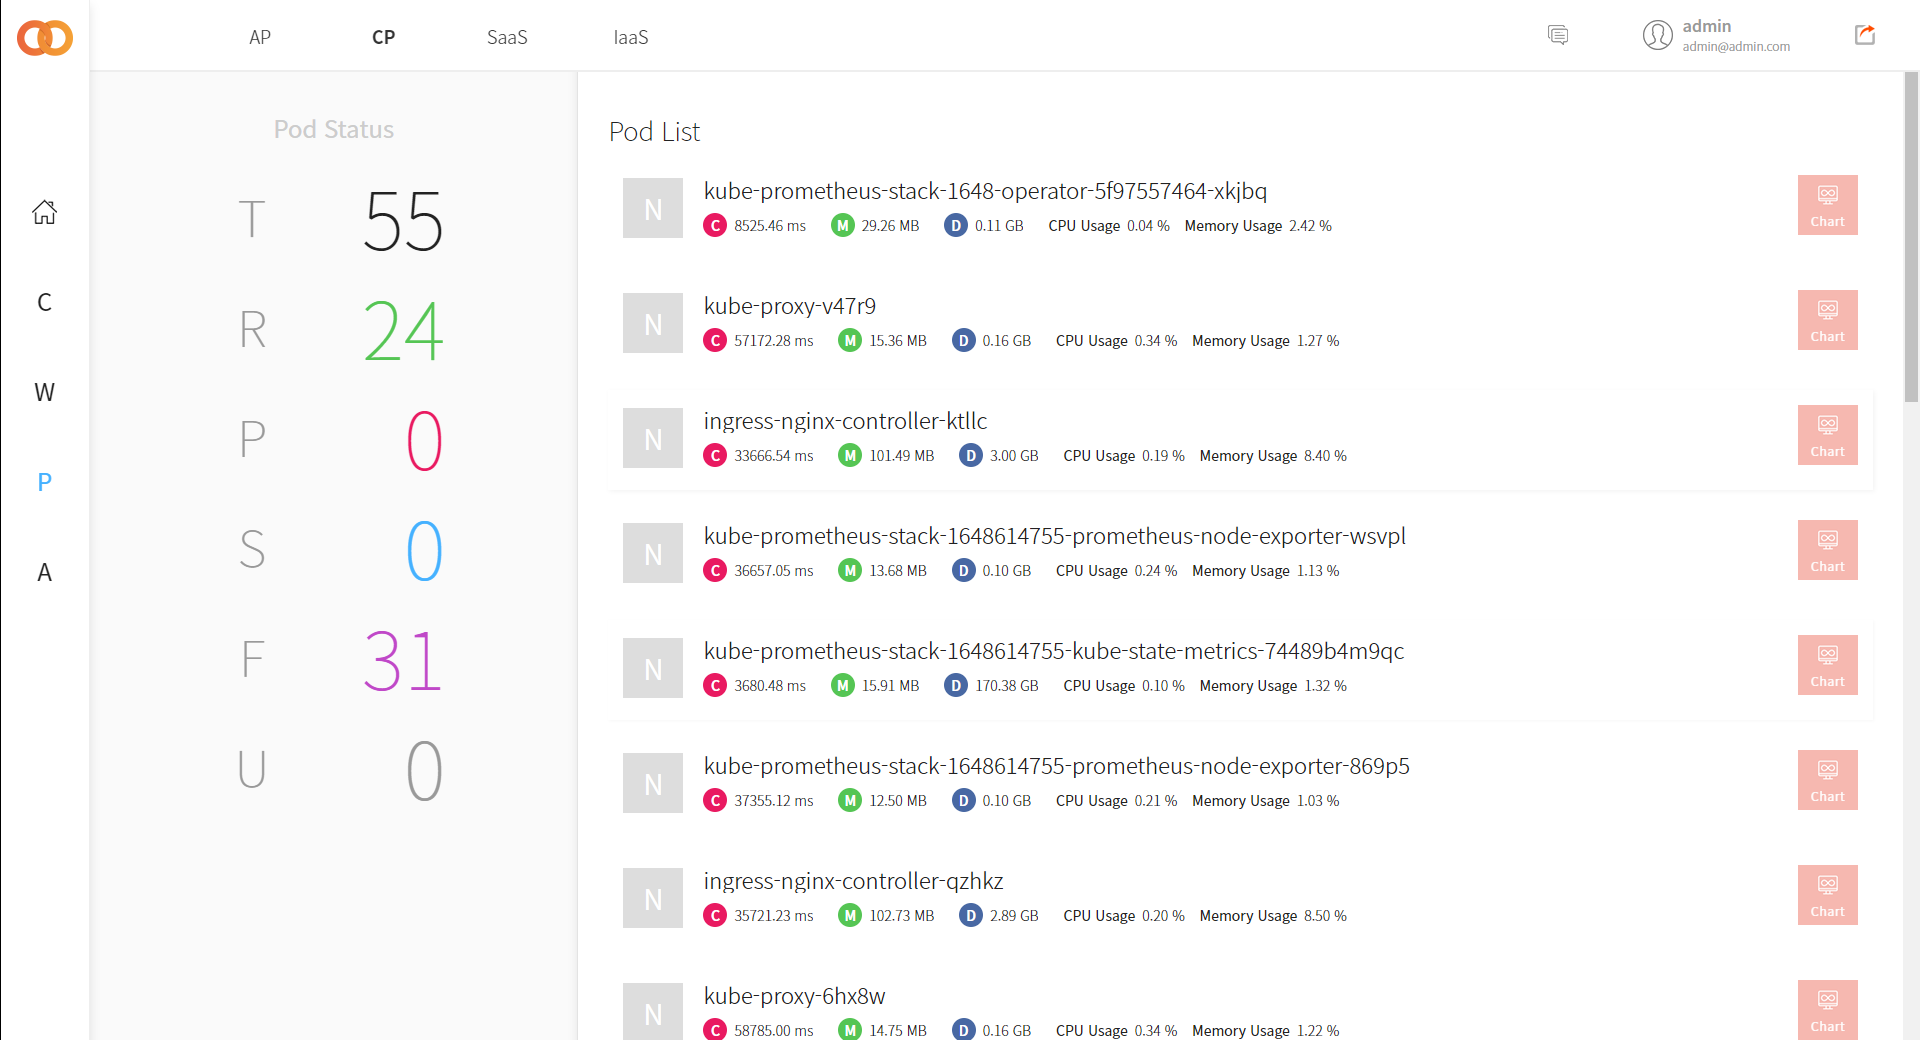 AP CP SaaS IaaS
admin
admin@admin.com
C
W
P
A
Pod Status
T 55
R 24
P 0
S 0
F 31
U 0
Pod List
N kube-prometheus-stack-1648-operator-5f97557464-xkjbq
C 8525.46 ms M 29.26 MB D 0.11 GB CPU Usage 0.04 % Memory Usage 2.42 %
Chart
N kube-proxy-v47r9
C 57172.28 ms M 15.36 MB D 0.16 GB CPU Usage 0.34 % Memory Usage 1.27 %
Chart
N ingress-nginx-controller-ktllc
C 33666.54 ms M 101.49 MB D 3.00 GB CPU Usage 0.19 % Memory Usage 8.40 %
Chart
N kube-prometheus-stack-1648614755-prometheus-node-exporter-wsvpl
C 36657.05 ms M 13.68 MB D 0.10 GB CPU Usage 0.24 % Memory Usage 1.13 %
Chart
N kube-prometheus-stack-1648614755-kube-state-metrics-74489b4m9qc
C 3680.48 ms M 15.91 MB D 170.38 GB CPU Usage 0.10 % Memory Usage 1.32 %
Chart
N kube-prometheus-stack-1648614755-prometheus-node-exporter-869p5
C 37355.12 ms M 12.50 MB D 0.10 GB CPU Usage 0.21 % Memory Usage 1.03 %
Chart
N ingress-nginx-controller-qzhkz
C 35721.23 ms M 102.73 MB D 2.89 GB CPU Usage 0.20 % Memory Usage 8.50 %
Chart
N kube-proxy-6hx8w
C 58785.00 ms M 14.75 MB D 0.16 GB CPU Usage 0.34 % Memory Usage 1.22 %
Chart